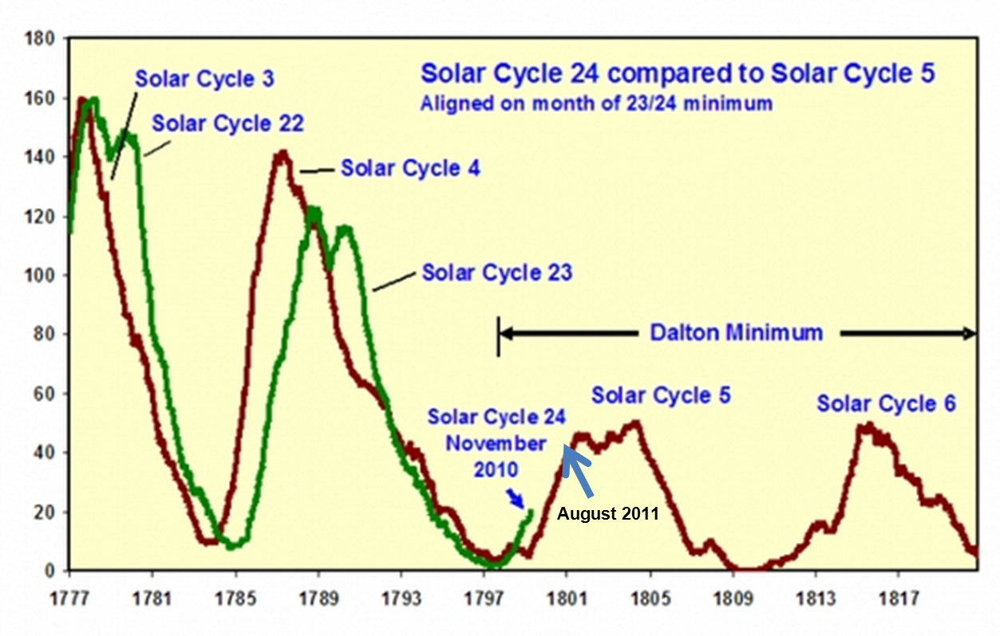 Solar Cycle 24 compared to Solar Cycle 5
Aligned on month of 23/24 minimum
Solar Cycle 3
Solar Cycle 22
Solar Cycle 4
Solar Cycle 23
Dalton Minimum
Solar Cycle 5
Solar Cycle 6
Solar Cycle 24
November
2010
August 2011
180
160
140
120
100
80
60
40
20
0
1777 1781 1785 1789 1793 1797 1801 1805 1809 1813 1817